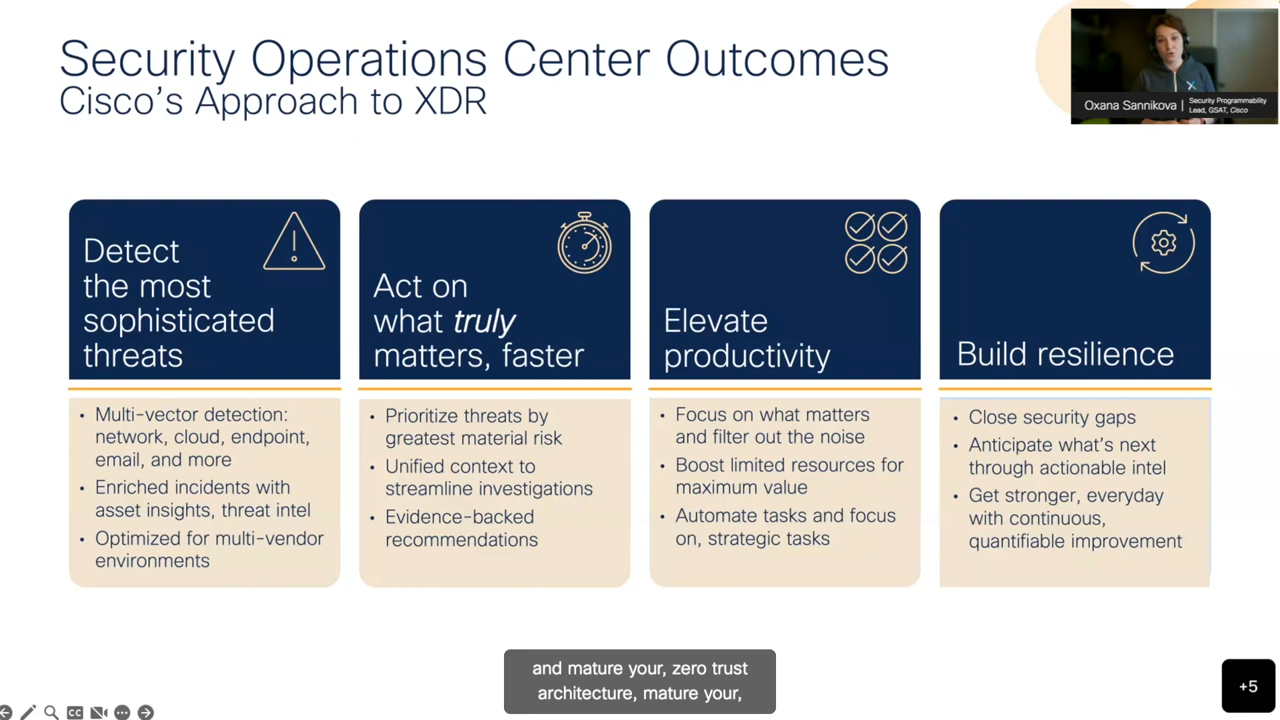 Security Operations Center Outcomes
Cisco's Approach to XDR
Oxana Sannikova |
Security Programmability
Lead, GSAT, Cisco
Detect
the most
sophisticated
threats
• Multi-vector detection:
network, cloud, endpoint,
email, and more
• Enriched incidents with
asset insights, threat intel
• Optimized for multi-vendor
environments
Act on
what truly
matters, faster
• Prioritize threats by
greatest material risk
• Unified context to
streamline investigations
• Evidence-backed
recommendations
Elevate
productivity
• Focus on what matters
and filter out the noise
• Boost limited resources for
maximum value
• Automate tasks and focus
on, strategic tasks
Build resilience
• Close security gaps
• Anticipate what's next
through actionable intel
• Get stronger, everyday
with continuous,
quantifiable improvement
and mature your, zero trust
architecture, mature your,
CC
+5